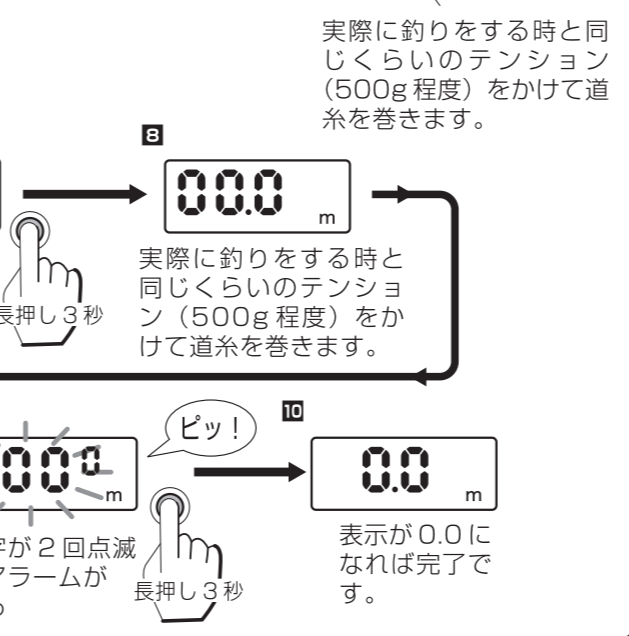 実際に釣りをする時と同
じくらいのテンション
（500g 程度）をかけて道
糸を巻きます。
8
00.0
m
長押し3秒
実際に釣りをする時と
同じくらいのテンショ
ン（500g 程度）をか
けて道糸を巻きます。
000
m
が2回点滅
アラームが
ピッ！
長押し3秒
10
0.0
m
表示が 0.0 に
なれば完了で
す。